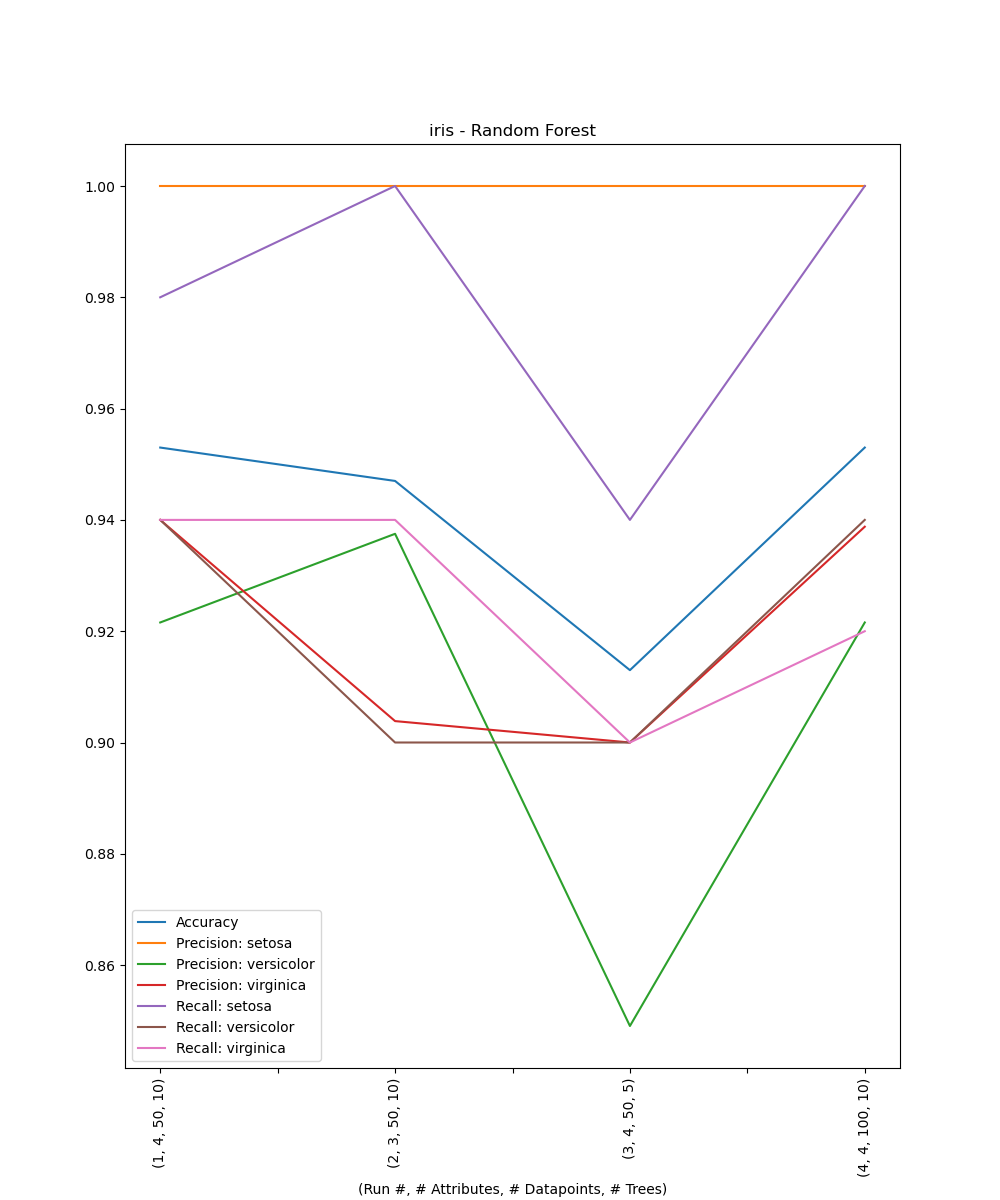 iris - Random Forest
1.00
0.98
0.96
0.94
0.92
0.90
0.88
0.86
Accuracy
Precision: setosa
Precision: versicolor
Precision: virginica
Recall: setosa
Recall: versicolor
Recall: virginica
(1, 4, 50, 10)
(2, 3, 50, 10)
(3, 4, 50, 5)
(4, 4, 100, 10)
(Run #, # Attributes, # Datapoints, # Trees)